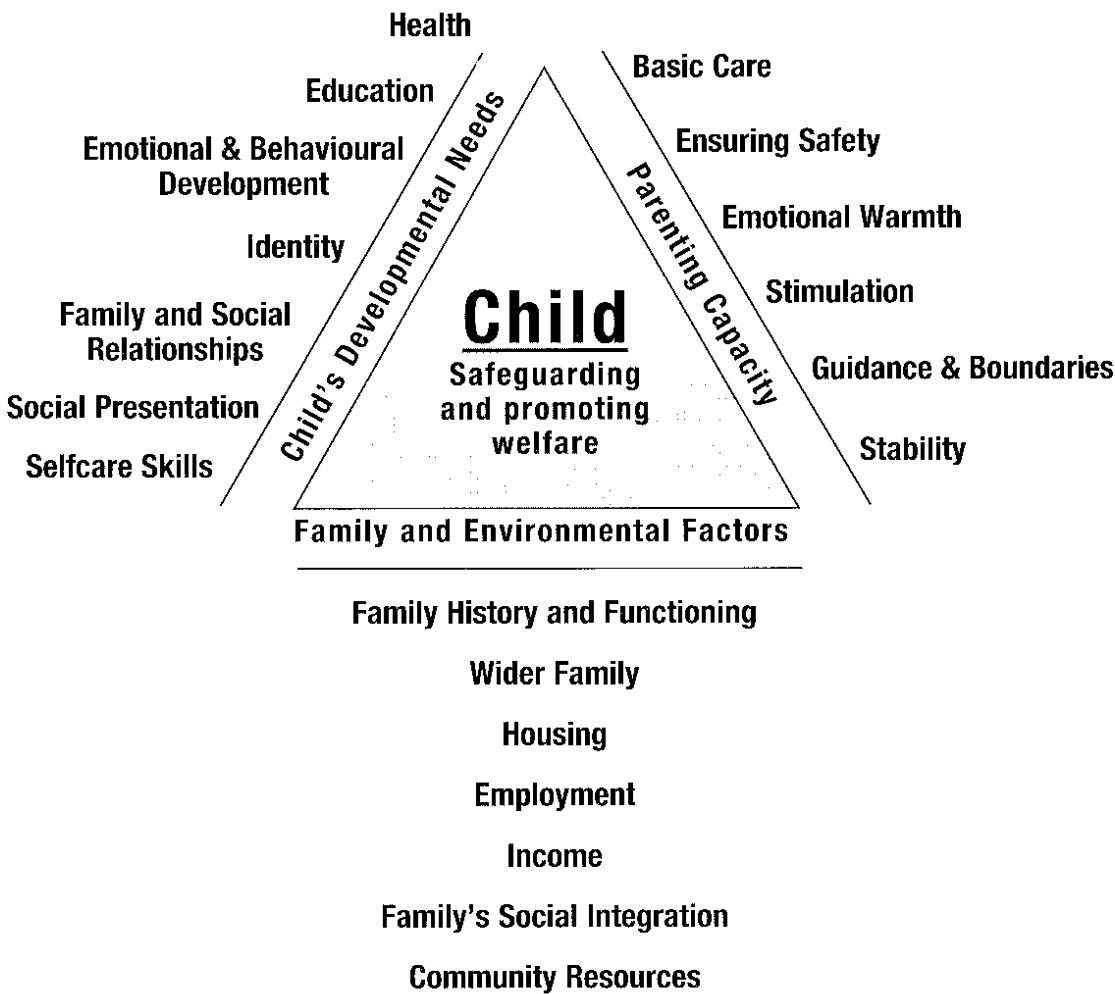 Health
Education
Emotional & Behavioural
Development
Identity
Family and Social
Relationships
Social Presentation
Selfcare Skills
Child's Developmental Needs
Basic Care
Ensuring Safety
Emotional Warmth
Stimulation
Guidance & Boundaries
Stability
Parenting Capacity
Child
Safeguarding
and promoting
welfare
Family and Environmental Factors
Family History and Functioning
Wider Family
Housing
Employment
Income
Family's Social Integration
Community Resources